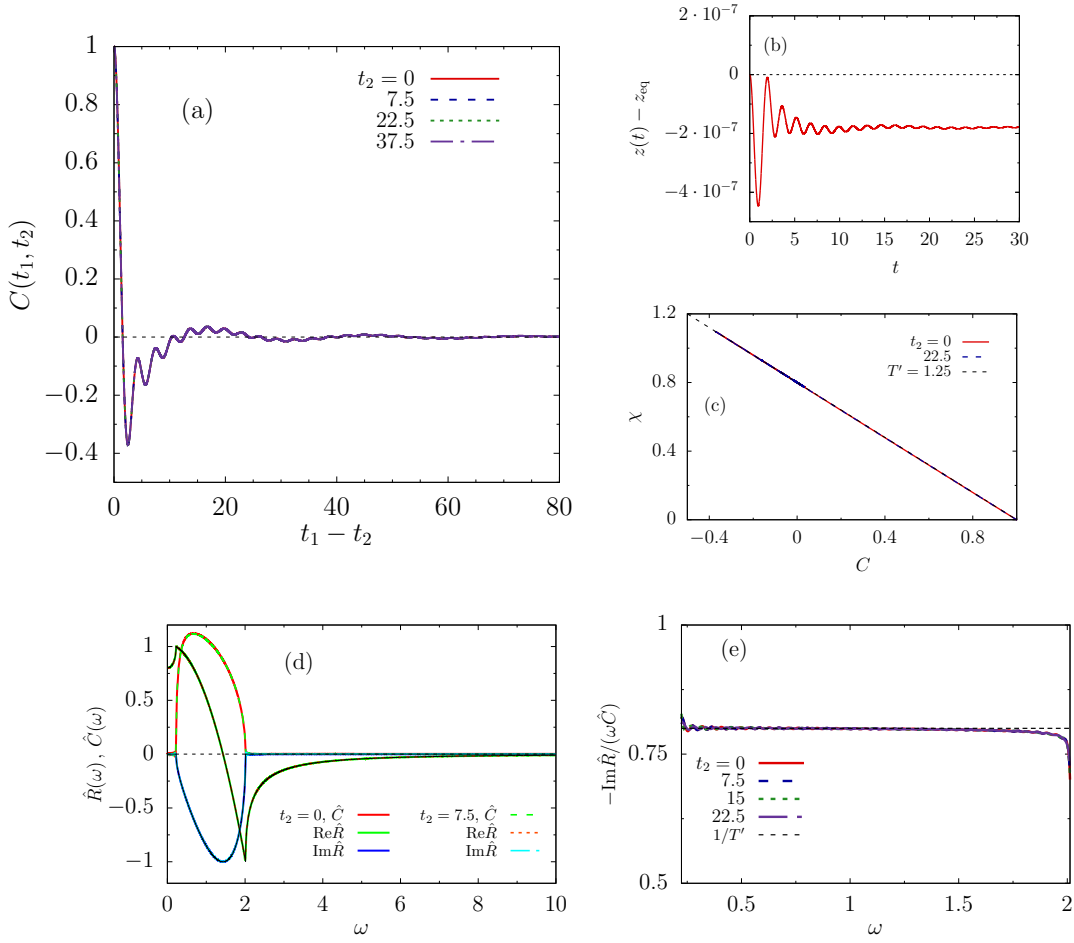 1
0.8
0.6
0.4
0.2
0
−0.2
−0.4
0 20 40 60 80
C(t₁, t₂)
t₁ − t₂
(a)
t₂ = 0
7.5
22.5
37.5
2 · 10⁻⁷
0
−2 · 10⁻⁷
−4 · 10⁻⁷
0 5 10 15 20 25 30
z(t) − z_eq
t
(b)
1.2
0.8
0.4
0
−0.4 0 0.4 0.8
χ
C
(c)
t₂ = 0
22.5
T′ = 1.25
1
0.5
0
−0.5
−1
0 2 4 6 8 10
R̂(ω) , Ĉ(ω)
ω
(d)
t₂ = 0, Ĉ
ReR̂
ImR̂
t₂ = 7.5, Ĉ
ReR̂
ImR̂
1
0.75
0.5
0.5 1 1.5 2
−ImR̂/(ωĈ)
ω
(e)
t₂ = 0
7.5
15
22.5
1/T′